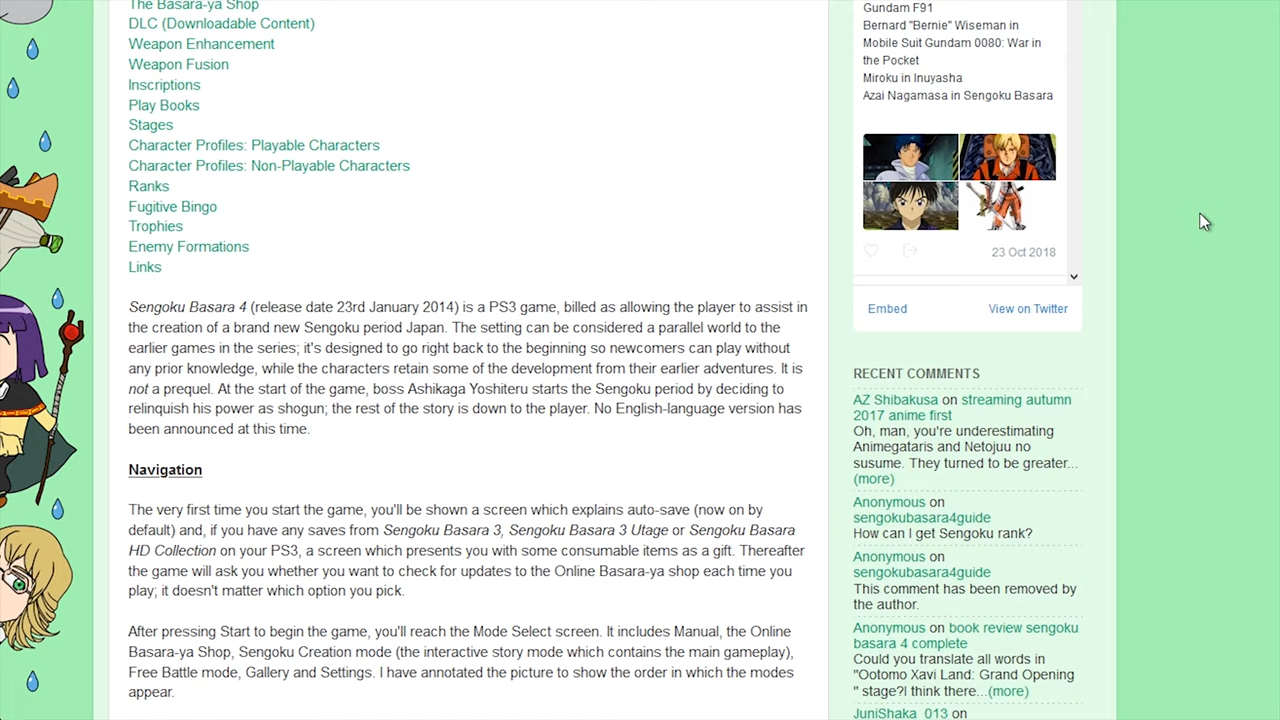 The Basara-ya Shop
DLC (Downloadable Content)
Weapon Enhancement
Weapon Fusion
Inscriptions
Play Books
Stages
Character Profiles: Playable Characters
Character Profiles: Non-Playable Characters
Ranks
Fugitive Bingo
Trophies
Enemy Formations
Links
Sengoku Basara 4 (release date 23rd January 2014) is a PS3 game, billed as allowing the player to assist in
the creation of a brand new Sengoku period Japan. The setting can be considered a parallel world to the
earlier games in the series; it's designed to go right back to the beginning so newcomers can play without
any prior knowledge, while the characters retain some of the development from their earlier adventures. It is
not a prequel. At the start of the game, boss Ashikaga Yoshiteru starts the Sengoku period by deciding to
relinquish his power as shogun; the rest of the story is down to the player. No English-language version has
been announced at this time.
Navigation
The very first time you start the game, you'll be shown a screen which explains auto-save (now on by
default) and, if you have any saves from Sengoku Basara 3, Sengoku Basara 3 Utage or Sengoku Basara
HD Collection on your PS3, a screen which presents you with some consumable items as a gift. Thereafter
the game will ask you whether you want to check for updates to the Online Basara-ya shop each time you
play; it doesn't matter which option you pick.
After pressing Start to begin the game, you'll reach the Mode Select screen. It includes Manual, the Online
Basara-ya Shop, Sengoku Creation mode (the interactive story mode which contains the main gameplay),
Free Battle mode, Gallery and Settings. I have annotated the picture to show the order in which the modes
appear.
Gundam F91
Bernard "Bernie" Wiseman in
Mobile Suit Gundam 0080: War in
the Pocket
Miroku in Inuyasha
Azai Nagamasa in Sengoku Basara
23 Oct 2018
Embed
View on Twitter
RECENT COMMENTS
AZ Shibakusa on streaming autumn
2017 anime first
Oh, man, you're underestimating
Animegataris and Netojuu no
susume. They turned to be greater...
(more)
Anonymous on
sengokubasara4guide
How can I get Sengoku rank?
Anonymous on
sengokubasara4guide
This comment has been removed by
the author.
Anonymous on book review sengoku
basara 4 complete
Could you translate all words in
"Ootomo Xavi Land: Grand Opening
" stage?I think there...(more)
JuniShaka_013 on